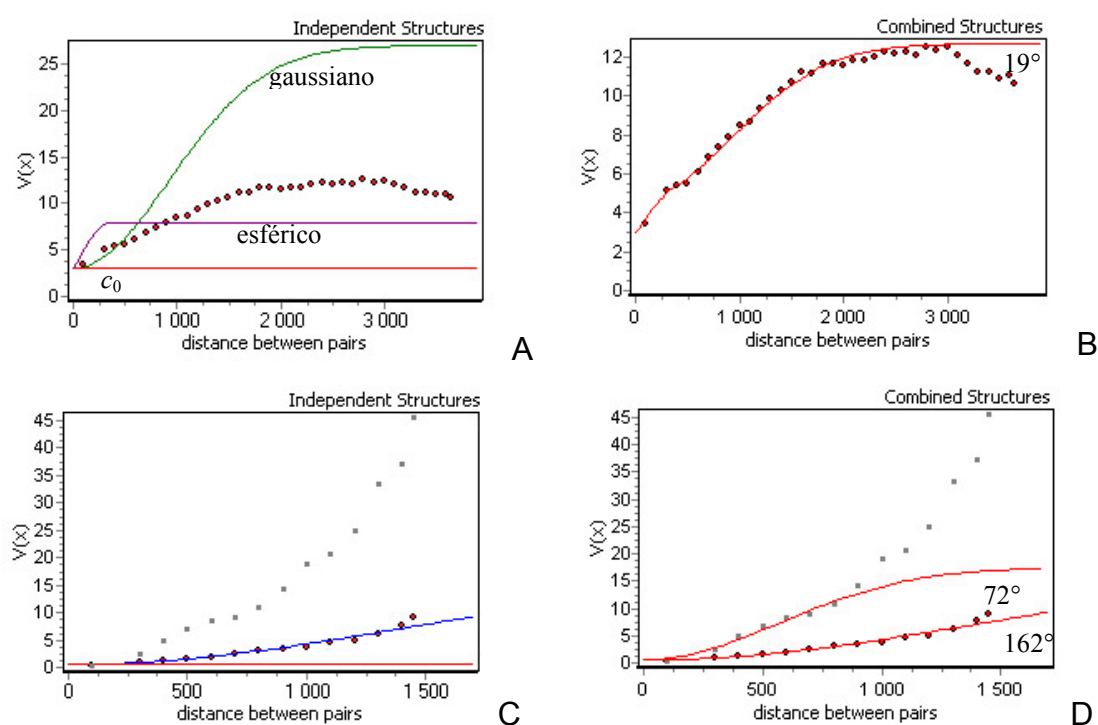 Independent Structures
25
20
15
10
5
0
V(x)
gaussiano
esférico
c0
0 1 000 2 000 3 000
distance between pairs
A
Combined Structures
12
10
8
6
4
2
0
V(x)
19°
0 1 000 2 000 3 000
distance between pairs
B
Independent Structures
45
40
35
30
25
20
15
10
5
0
V(x)
0 500 1 000 1 500
distance between pairs
C
Combined Structures
45
40
35
30
25
20
15
10
5
0
V(x)
72°
162°
0 500 1 000 1 500
distance between pairs
D